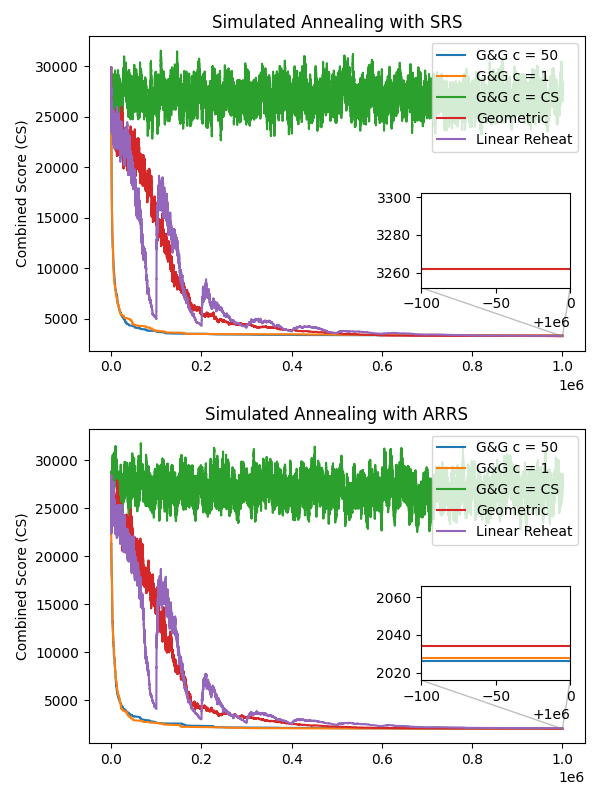 Simulated Annealing with SRS
Combined Score (CS)
30000
25000
20000
15000
10000
5000
G&G c = 50
G&G c = 1
G&G c = CS
Geometric
Linear Reheat
3300
3280
3260
−100
−50
0
+1e6
0.0
0.2
0.4
0.6
0.8
1.0
1e6
Simulated Annealing with ARRS
Combined Score (CS)
30000
25000
20000
15000
10000
5000
G&G c = 50
G&G c = 1
G&G c = CS
Geometric
Linear Reheat
2060
2040
2020
−100
−50
0
+1e6
0.0
0.2
0.4
0.6
0.8
1.0
1e6